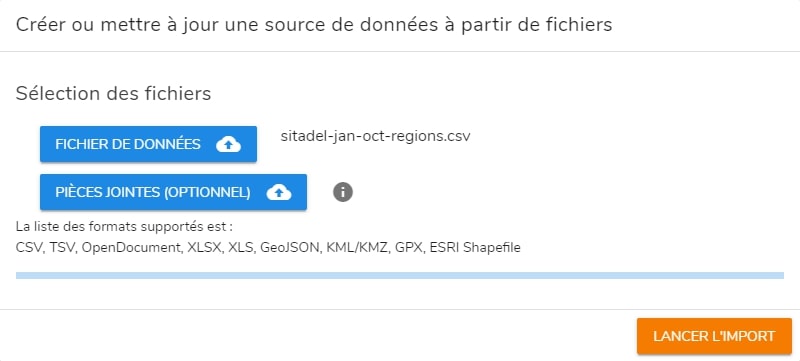 Créer ou mettre à jour une source de données à partir de fichiers
Sélection des fichiers
FICHIER DE DONNÉES
sitadel-jan-oct-regions.csv
PIÈCES JOINTES (OPTIONNEL)
La liste des formats supportés est :
CSV, TSV, OpenDocument, XLSX, XLS, GeoJSON, KML/KMZ, GPX, ESRI Shapefile
LANCER L'IMPORT